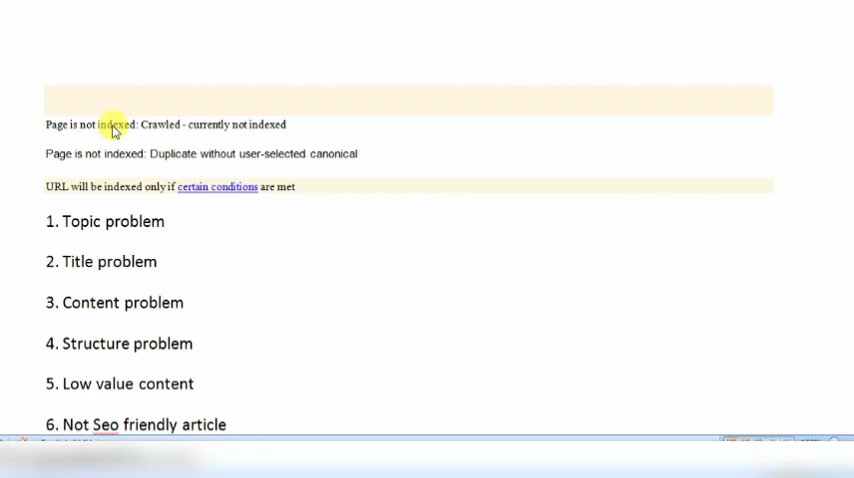 Page is not indexed: Crawled - currently not indexed
Page is not indexed: Duplicate without user-selected canonical
URL will be indexed only if certain conditions are met
1. Topic problem
2. Title problem
3. Content problem
4. Structure problem
5. Low value content
6. Not Seo friendly article